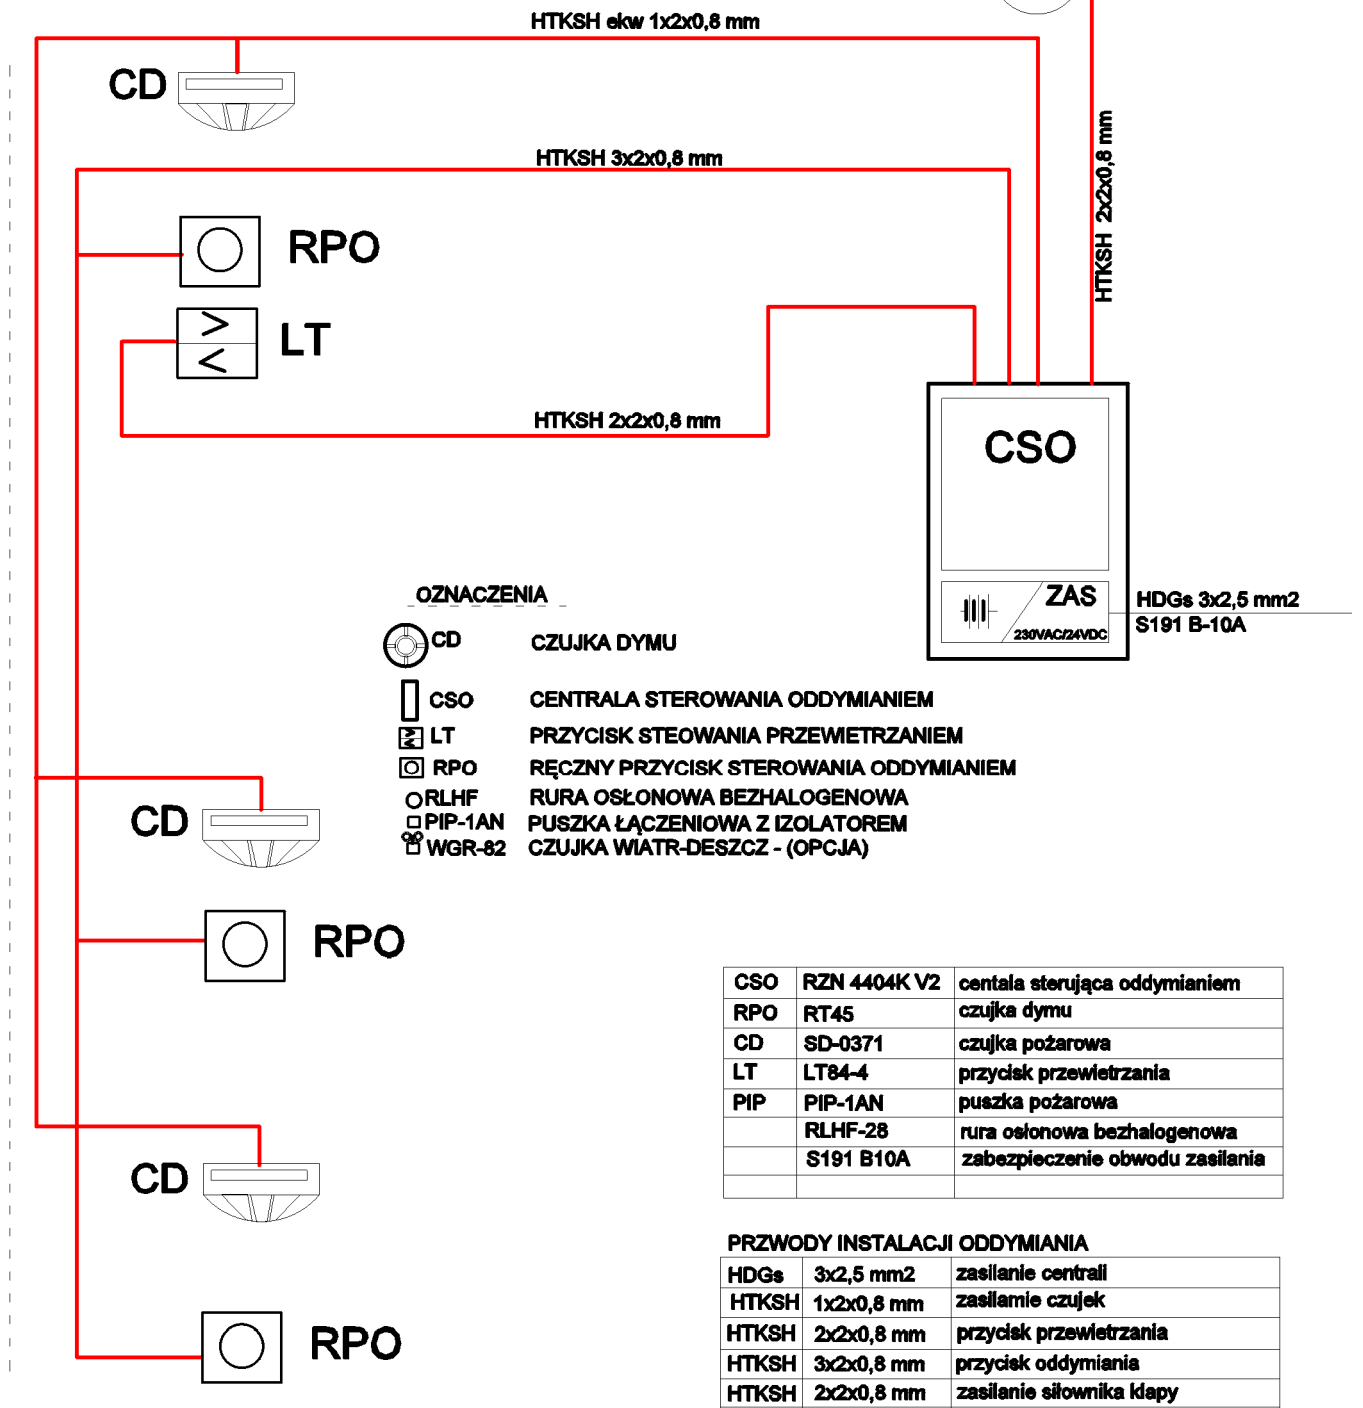 HTKSH ekw 1x2x0,8 mm
CD
HTKSH 3x2x0,8 mm
HTKSH 2x2x0,8 mm
RPO
LT
HTKSH 2x2x0,8 mm
CSO
ZAS
230VAC/24VDC
HDGs 3x2,5 mm2
S191 B-10A
OZNACZENIA
CD CZUJKA DYMU
CSO CENTRALA STEROWANIA ODDYMIANIEM
LT PRZYCISK STEOWANIA PRZEWIETRZANIEM
RPO RĘCZNY PRZYCISK STEROWANIA ODDYMIANIEM
RLHF RURA OSŁONOWA BEZHALOGENOWA
PIP-1AN PUSZKA ŁĄCZENIOWA Z IZOLATOREM
WGR-82 CZUJKA WIATR-DESZCZ - (OPCJA)
CD
RPO
CD
RPO
CSO RZN 4404K V2 centala sterująca oddymianiem
RPO RT45 czujka dymu
CD SD-0371 czujka pożarowa
LT LT84-4 przycisk przewietrzania
PIP PIP-1AN puszka pożarowa
RLHF-28 rura osłonowa bezhalogenowa
S191 B10A zabezpieczenie obwodu zasilania
PRZWODY INSTALACJI ODDYMIANIA
HDGs 3x2,5 mm2 zasilanie centrali
HTKSH 1x2x0,8 mm zasilamie czujek
HTKSH 2x2x0,8 mm przycisk przewietrzania
HTKSH 3x2x0,8 mm przycisk oddymiania
HTKSH 2x2x0,8 mm zasilanie siłownika klapy